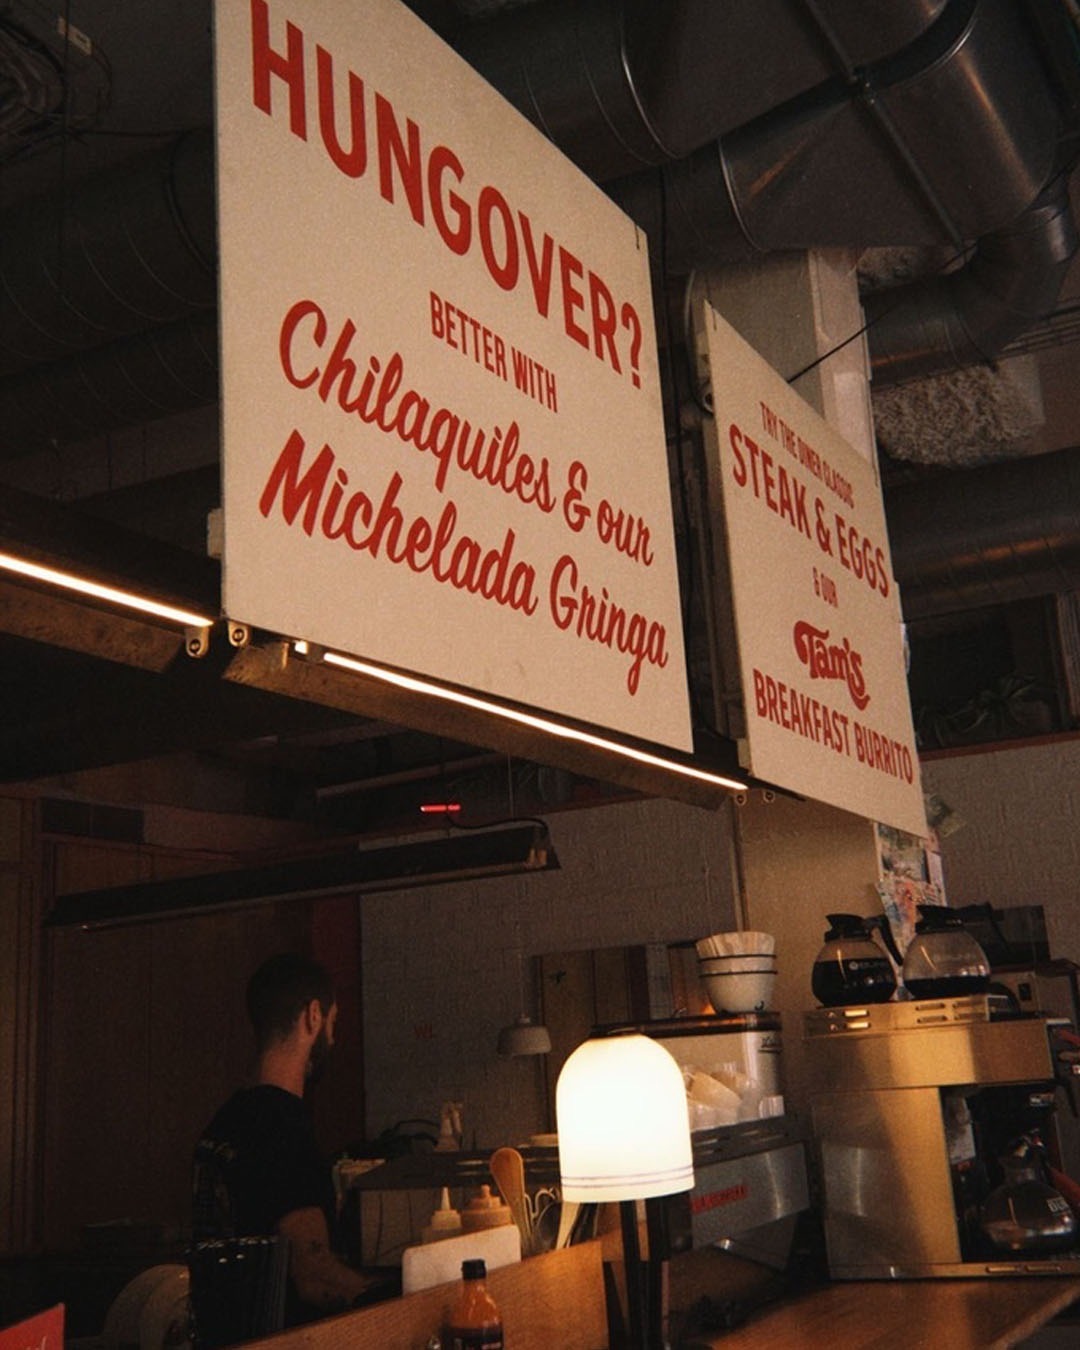 HUNGOVER?
BETTER WITH
Chilaquiles & our
Michelada Gringa
TRY THE DINER CLASSIC
STEAK & EGGS
& OUR
Tam's
BREAKFAST BURRITO